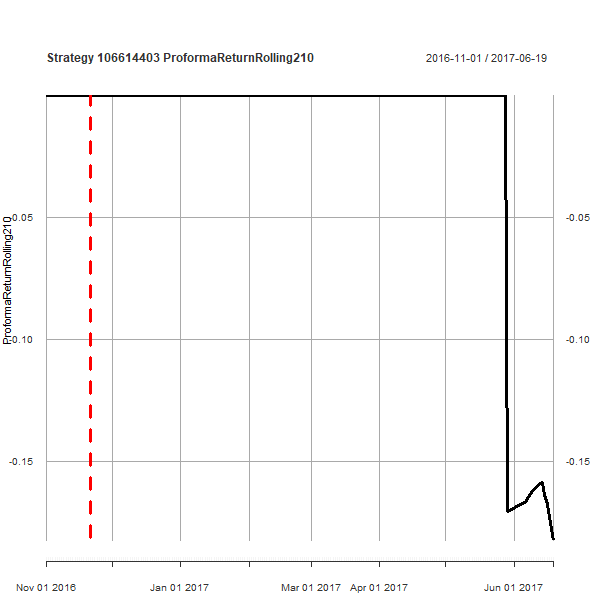 Strategy 106614403 ProformaReturnRolling210
2016-11-01 / 2017-06-19
ProformaReturnRolling210
-0.05
-0.05
-0.10
-0.10
-0.15
-0.15
Nov 01 2016
Jan 01 2017
Mar 01 2017
Apr 01 2017
Jun 01 2017